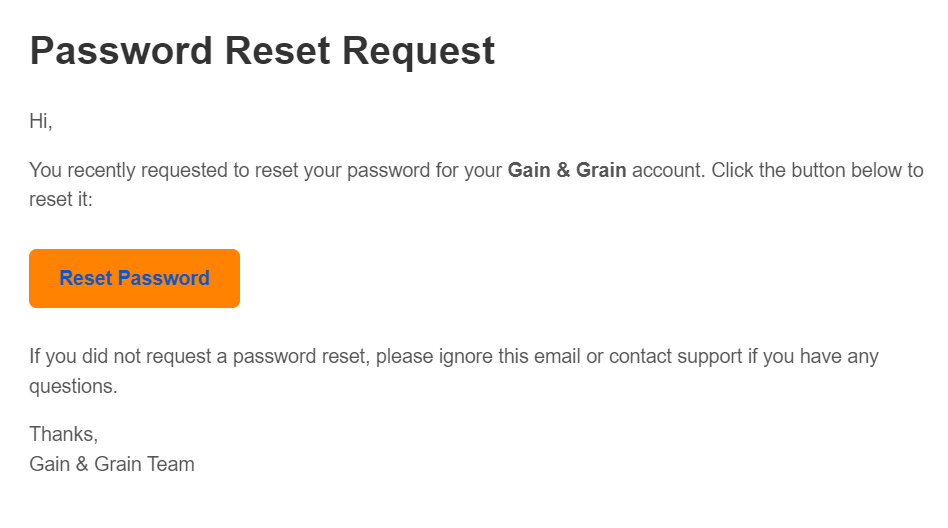 Password Reset Request
Hi,
You recently requested to reset your password for your Gain & Grain account. Click the button below to
reset it:
Reset Password
If you did not request a password reset, please ignore this email or contact support if you have any
questions.
Thanks,
Gain & Grain Team